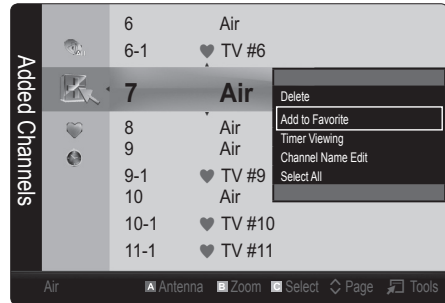 Added Channels
6 Air
6-1 ♥ TV #6
7 Air
8 Air
9 Air
9-1 ♥ TV #9
10 Air
10-1 ♥ TV #10
11-1 ♥ TV #11
Delete
Add to Favorite
Timer Viewing
Channel Name Edit
Select All
Air A Antenna B Zoom C Select Page Tools